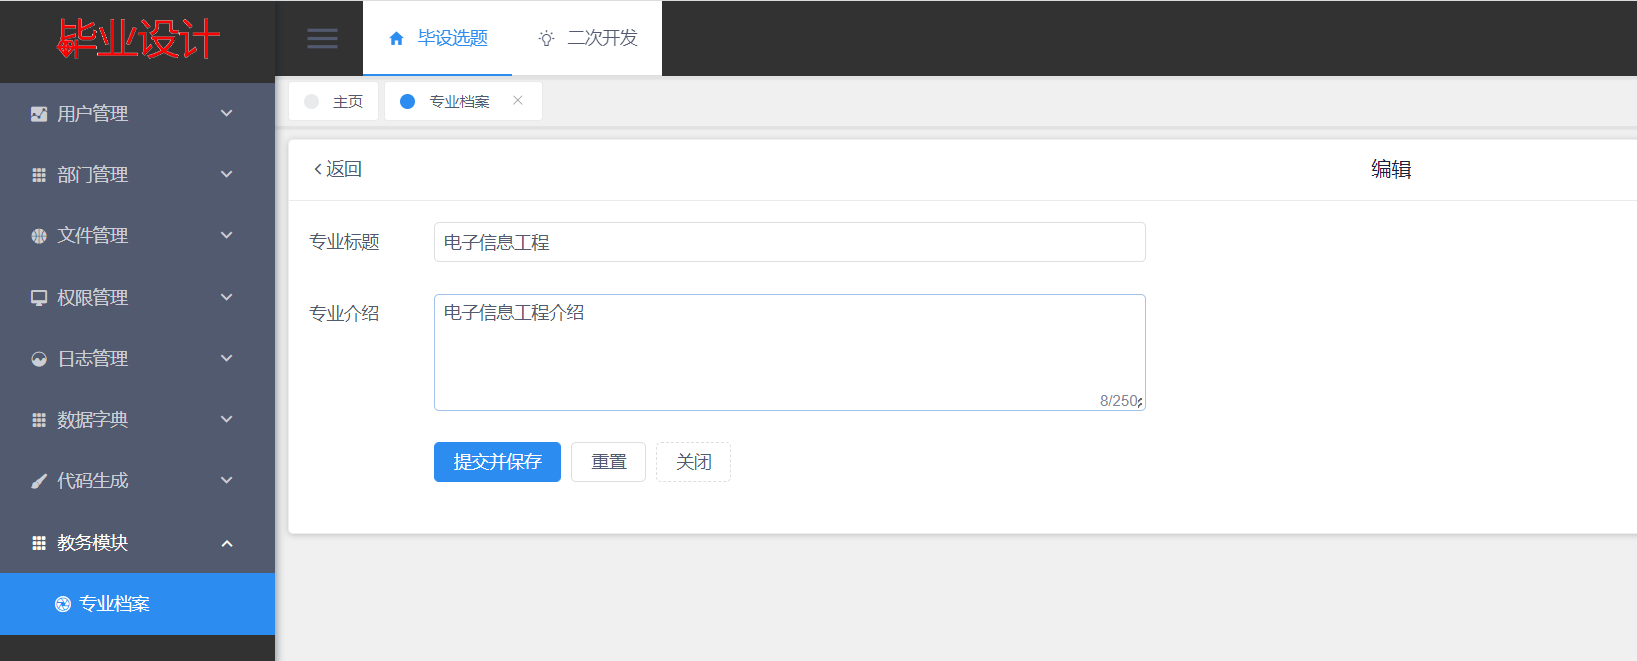 毕业设计
毕设选题
二次开发
主页
专业档案
用户管理
部门管理
文件管理
权限管理
日志管理
数据字典
代码生成
教务模块
专业档案
返回
编辑
专业标题
电子信息工程
专业介绍
电子信息工程介绍
8/250
提交并保存
重置
关闭